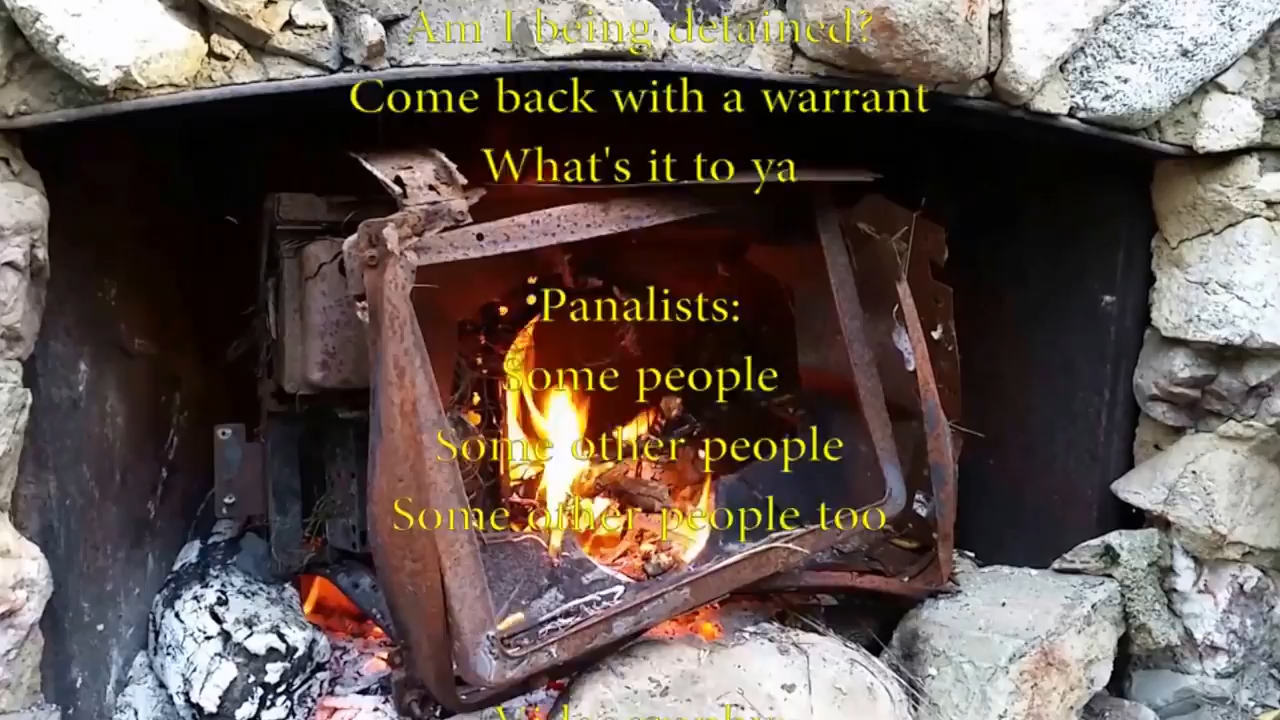 Am I being detained?
Come back with a warrant
What's it to ya
Panalists:
Some people
Some other people
Some other people too